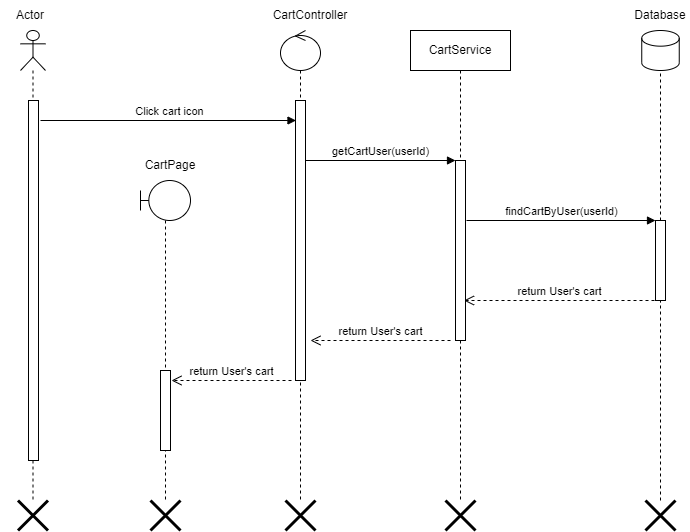 Actor
CartController
Database
CartService
Click cart icon
getCartUser(userId)
CartPage
findCartByUser(userId)
return User's cart
return User's cart
return User's cart